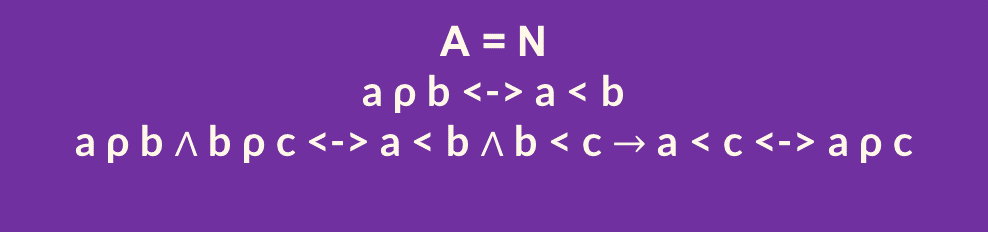 A = N
a ρ b <-> a < b
a ρ b ∧ b ρ c <-> a < b ∧ b < c → a < c <-> a ρ c